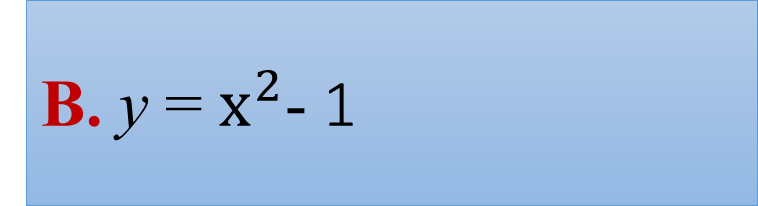 B. y = x²- 1